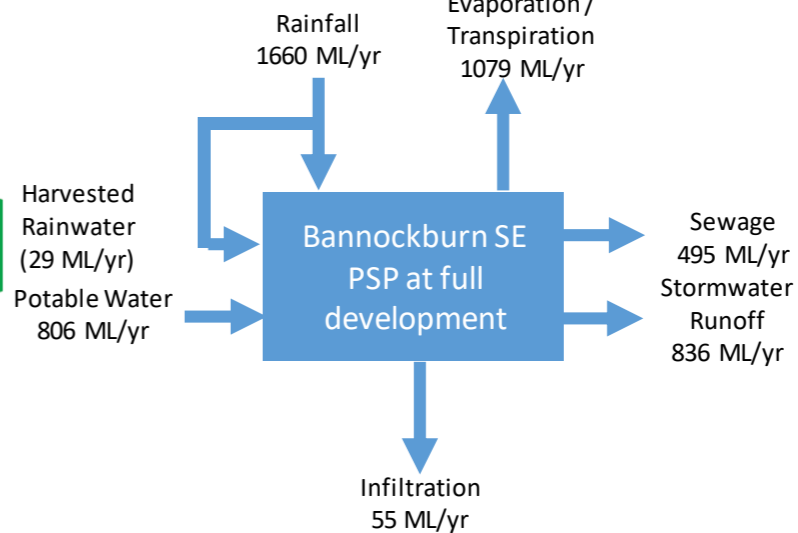 Rainfall
1660 ML/yr
Evaporation /
Transpiration
1079 ML/yr
Harvested
Rainwater
(29 ML/yr)
Potable Water
806 ML/yr
Bannockburn SE
PSP at full
development
Sewage
495 ML/yr
Stormwater
Runoff
836 ML/yr
Infiltration
55 ML/yr